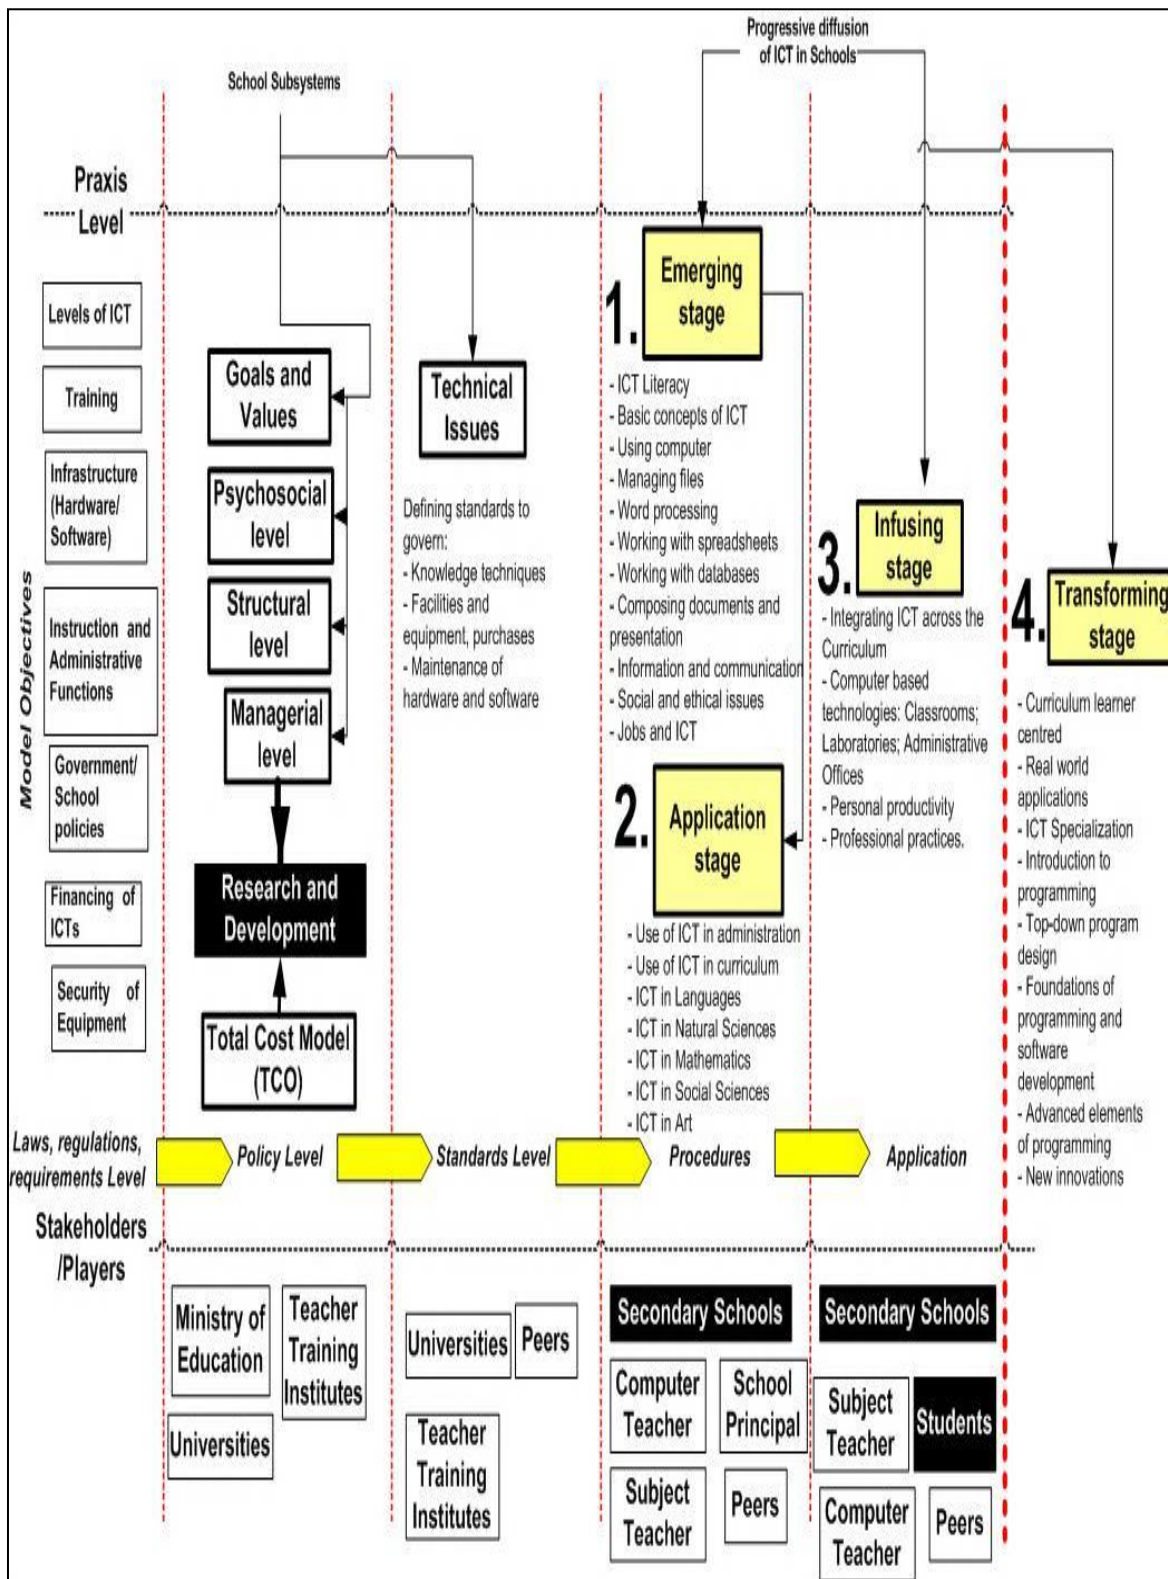 Progressive diffusion
of ICT in Schools
School Subsystems
Praxis
Level
Model Objectives
Levels of ICT
Training
Infrastructure
(Hardware/
Software)
Instruction and
Administrative
Functions
Government/
School
policies
Financing of
ICTs
Security of
Equipment
Goals and
Values
Psychosocial
level
Structural
level
Managerial
level
Research and
Development
Total Cost Model
(TCO)
Technical
Issues
Defining standards to
govern:
- Knowledge techniques
- Facilities and
equipment, purchases
- Maintenance of
hardware and software
1.
Emerging
stage
- ICT Literacy
- Basic concepts of ICT
- Using computer
- Managing files
- Word processing
- Working with spreadsheets
- Working with databases
- Composing documents and
presentation
- Information and communication
- Social and ethical issues
- Jobs and ICT
2.
Application
stage
- Use of ICT in administration
- Use of ICT in curriculum
- ICT in Languages
- ICT in Natural Sciences
- ICT in Mathematics
- ICT in Social Sciences
- ICT in Art
3.
Infusing
stage
- Integrating ICT across the
Curriculum
- Computer based
technologies: Classrooms;
Laboratories; Administrative
Offices
- Personal productivity
- Professional practices.
4.
Transforming
stage
- Curriculum learner
centred
- Real world
applications
- ICT Specialization
- Introduction to
programming
- Top-down program
design
- Foundations of
programming and
software
development
- Advanced elements
of programming
- New innovations
Laws, regulations,
requirements Level
Policy Level
Standards Level
Procedures
Application
Stakeholders
/Players
Ministry of
Education
Teacher
Training
Institutes
Universities
Universities
Peers
Teacher
Training
Institutes
Secondary Schools
Computer
Teacher
School
Principal
Subject
Teacher
Peers
Secondary Schools
Subject
Teacher
Students
Computer
Teacher
Peers